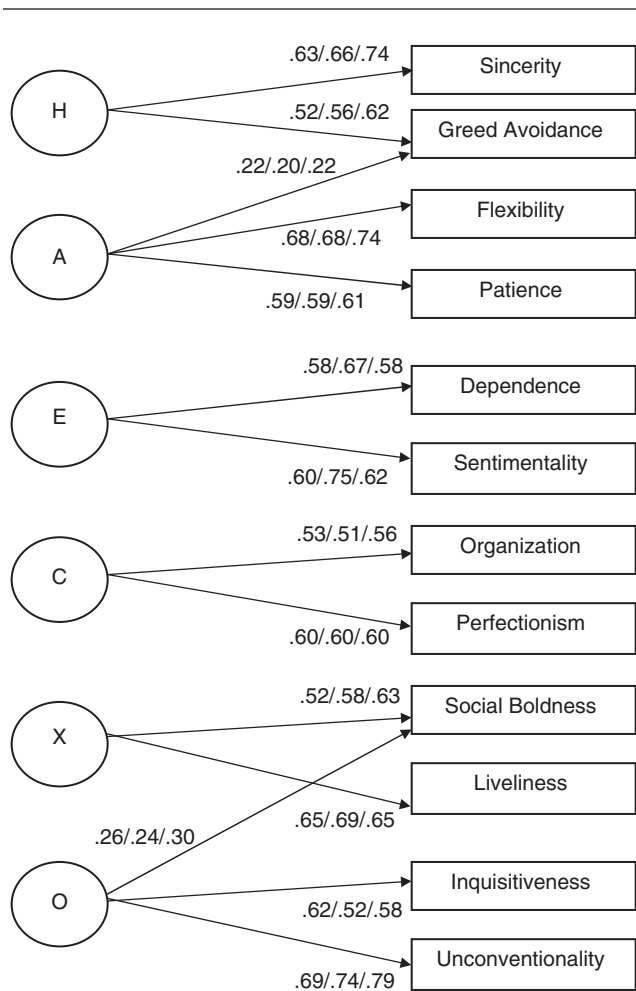 .63/.66/.74
Sincerity
H
.52/.56/.62
Greed Avoidance
.22/.20/.22
Flexibility
.68/.68/.74
A
Patience
.59/.59/.61
.58/.67/.58
Dependence
E
Sentimentality
.60/.75/.62
.53/.51/.56
Organization
C
Perfectionism
.60/.60/.60
.52/.58/.63
Social Boldness
X
Liveliness
.65/.69/.65
.26/.24/.30
Inquisitiveness
O
.62/.52/.58
Unconventionality
.69/.74/.79